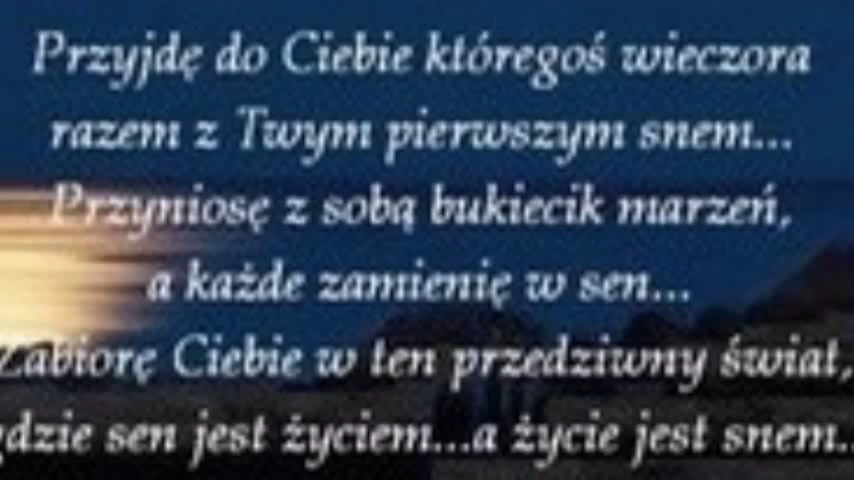 Przyjdę do Ciebie któregoś wieczora
razem z Twym pierwszym snem...
Przyniosę z sobą bukiecik marzeń,
a każde zamienię w sen...
Zabiorę Ciebie w ten przedziwny świat,
gdzie sen jest życiem...a życie jest snem...